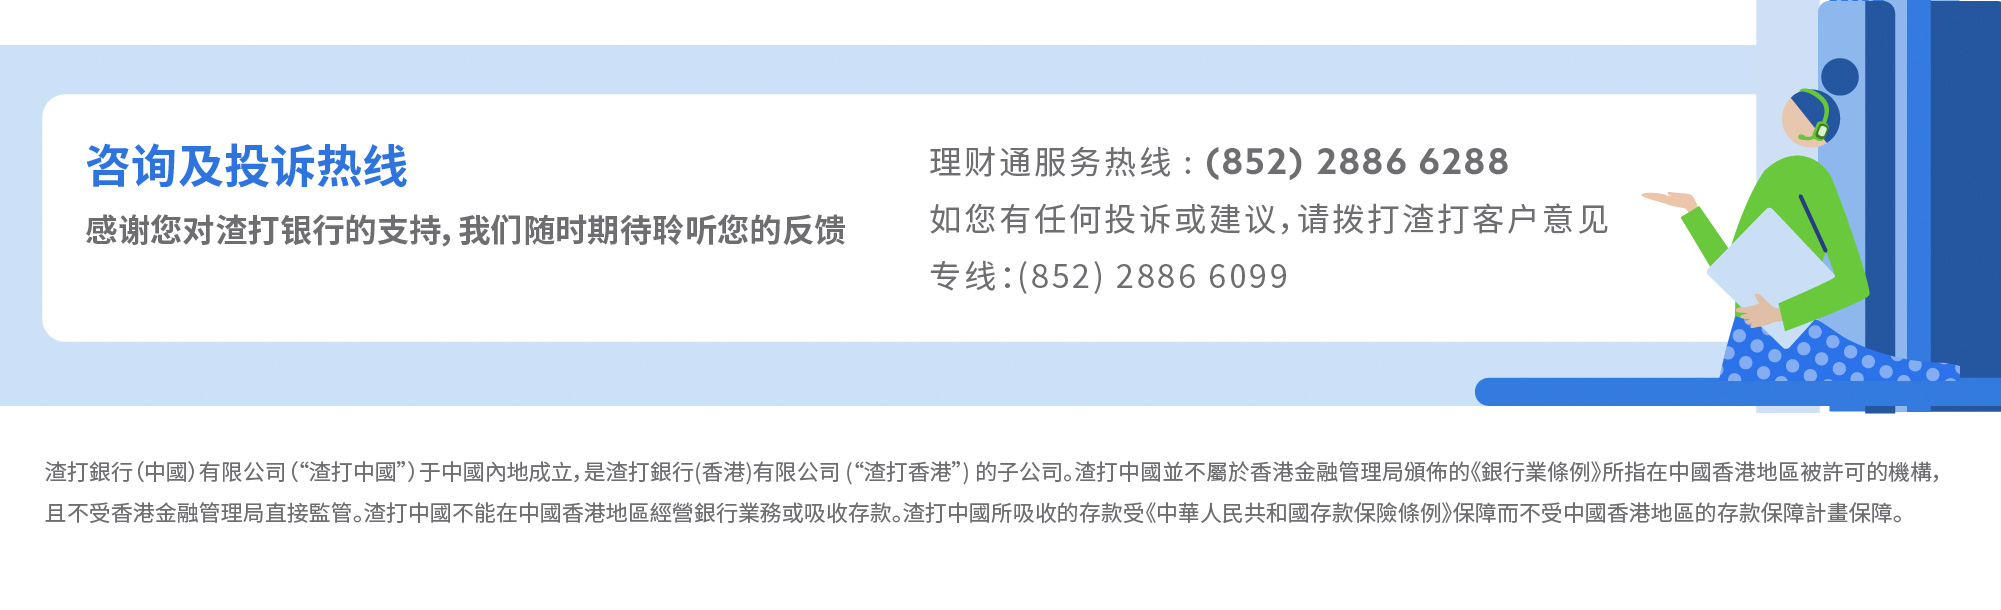 咨询及投诉热线
感谢您对渣打银行的支持，我们随时期待聆听您的反馈
理财通服务热线：(852) 2886 6288
如您有任何投诉或建议，请拨打渣打客户意见
专线：(852) 2886 6099
渣打銀行（中國）有限公司（“渣打中國”）于中國內地成立，是渣打銀行(香港)有限公司 (“渣打香港”) 的子公司。渣打中國並不屬於香港金融管理局頒佈的《銀行業條例》所指在中國香港地區被許可的機構，
且不受香港金融管理局直接監管。渣打中國不能在中國香港地區經營銀行業務或吸收存款。渣打中國所吸收的存款受《中華人民共和國存款保險條例》保障而不受中國香港地區的存款保障計畫保障。